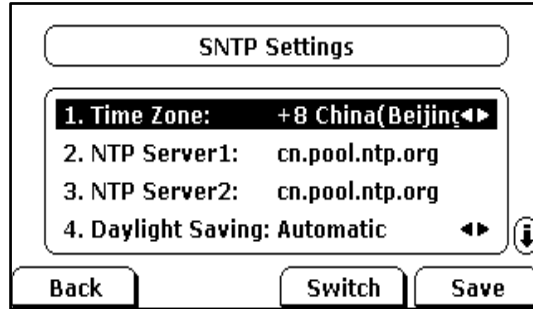 SNTP Settings
1. Time Zone: +8 China(Beijing
2. NTP Server1: cn.pool.ntp.org
3. NTP Server2: cn.pool.ntp.org
4. Daylight Saving: Automatic
Back Switch Save